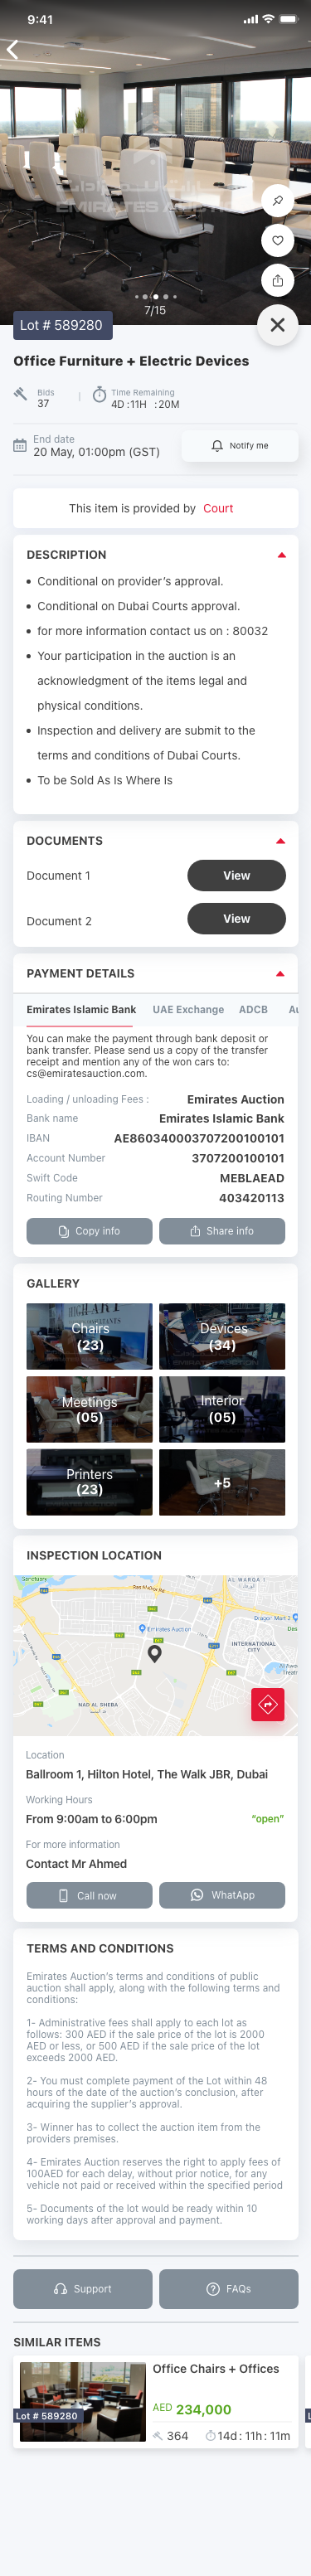 9:41
EMIRATES AUCTION
7/15
Lot # 589280
Office Furniture + Electric Devices
Bids
37
Time Remaining
4D : 11H : 20M
End date
20 May, 01:00pm (GST)
Notify me
This item is provided by Court
DESCRIPTION
• Conditional on provider's approval.
• Conditional on Dubai Courts approval.
• for more information contact us on : 80032
• Your participation in the auction is an
acknowledgment of the items legal and
physical conditions.
• Inspection and delivery are submit to the
terms and conditions of Dubai Courts.
• To be Sold As Is Where Is
DOCUMENTS
Document 1
View
Document 2
View
PAYMENT DETAILS
Emirates Islamic Bank UAE Exchange ADCB Au
You can make the payment through bank deposit or
bank transfer. Please send us a copy of the transfer
receipt and mention any of the won cars to:
cs@emiratesauction.com.
Loading / unloading Fees : Emirates Auction
Bank name Emirates Islamic Bank
IBAN AE860340003707200100101
Account Number 3707200100101
Swift Code MEBLAEAD
Routing Number 403420113
Copy info
Share info
GALLERY
Chairs
(23)
Devices
(34)
Meetings
(05)
Interior
(05)
Printers
(23)
+5
INSPECTION LOCATION
AL WARQA 1
Ras Al Khor Rd
Dragon Mart 2
Emirates Auction
INTERNATIONAL
CITY
NAD AL SHEBA
Location
Ballroom 1, Hilton Hotel, The Walk JBR, Dubai
Working Hours
From 9:00am to 6:00pm
"open"
For more information
Contact Mr Ahmed
Call now
WhatApp
TERMS AND CONDITIONS
Emirates Auction's terms and conditions of public
auction shall apply, along with the following terms and
conditions:
1- Administrative fees shall apply to each lot as
follows: 300 AED if the sale price of the lot is 2000
AED or less, or 500 AED if the sale price of the lot
exceeds 2000 AED.
2- You must complete payment of the Lot within 48
hours of the date of the auction's conclusion, after
acquiring the supplier's approval.
3- Winner has to collect the auction item from the
providers premises.
4- Emirates Auction reserves the right to apply fees of
100AED for each delay, without prior notice, for any
vehicle not paid or received within the specified period
5- Documents of the lot would be ready within 10
working days after approval and payment.
Support
FAQs
SIMILAR ITEMS
Office Chairs + Offices
AED 234,000
Lot # 589280
364
14d : 11h : 11m
L